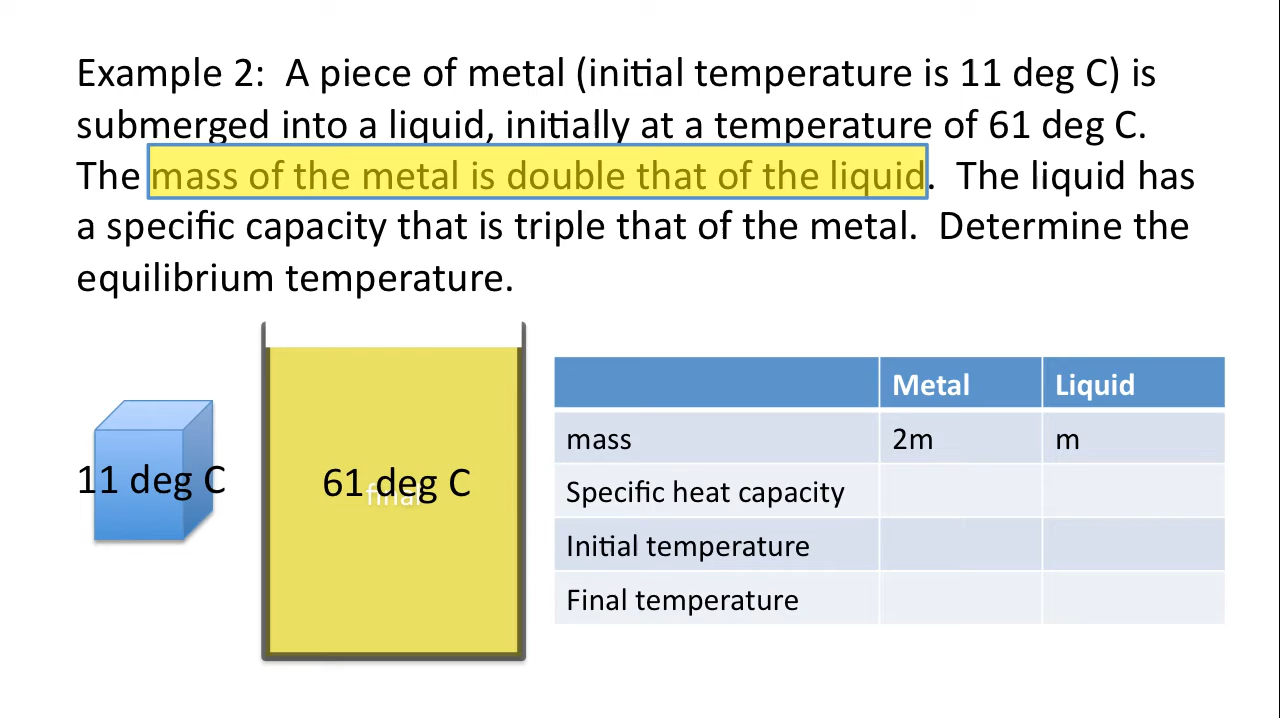 Example 2:  A piece of metal (initial temperature is 11 deg C) is
submerged into a liquid, initially at a temperature of 61 deg C.
The mass of the metal is double that of the liquid.  The liquid has
a specific capacity that is triple that of the metal.  Determine the
equilibrium temperature.
11 deg C
61 deg C
final
Metal Liquid
mass 2m m
Specific heat capacity
Initial temperature
Final temperature